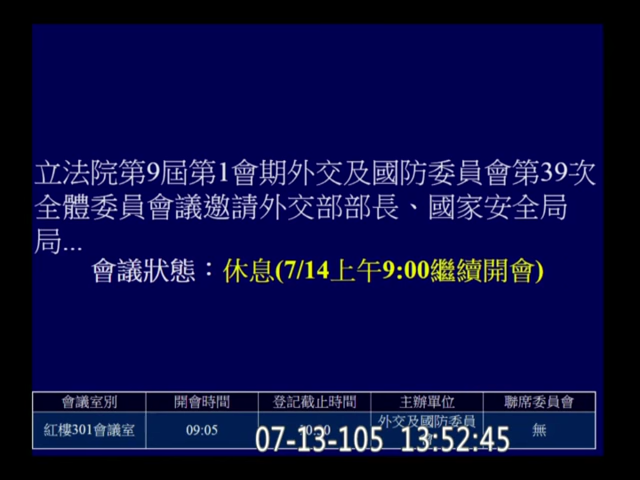 立法院第9屆第1會期外交及國防委員會第39次
全體委員會議邀請外交部部長、國家安全局
局...
會議狀態：休息(7/14上午9:00繼續開會)
會議室別 開會時間 登記截止時間 主辦單位 聯席委員會
紅樓301會議室 09:05 外交及國防委員 無
07-13-105 13:52:45